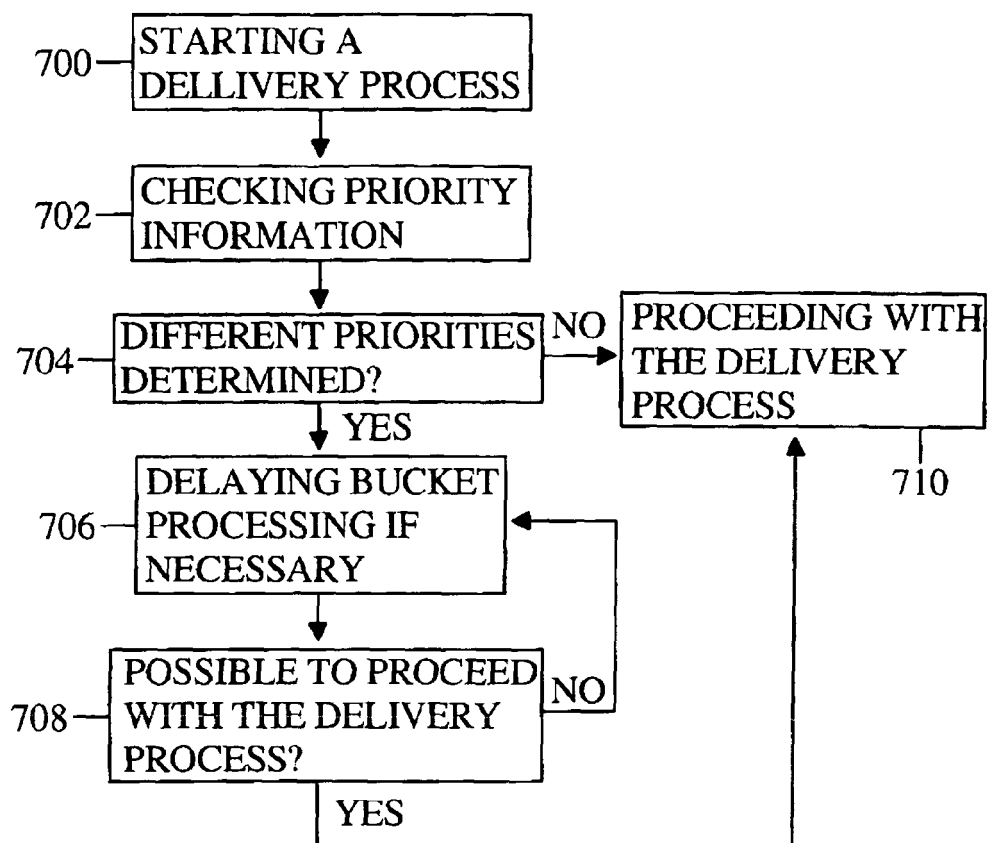 700
STARTING A
DELLIVERY PROCESS
702
CHECKING PRIORITY
INFORMATION
704
DIFFERENT PRIORITIES
DETERMINED?
NO
YES
PROCEEDING WITH
THE DELIVERY
PROCESS
710
706
DELAYING BUCKET
PROCESSING IF
NECESSARY
708
POSSIBLE TO PROCEED
WITH THE DELIVERY
PROCESS?
NO
YES